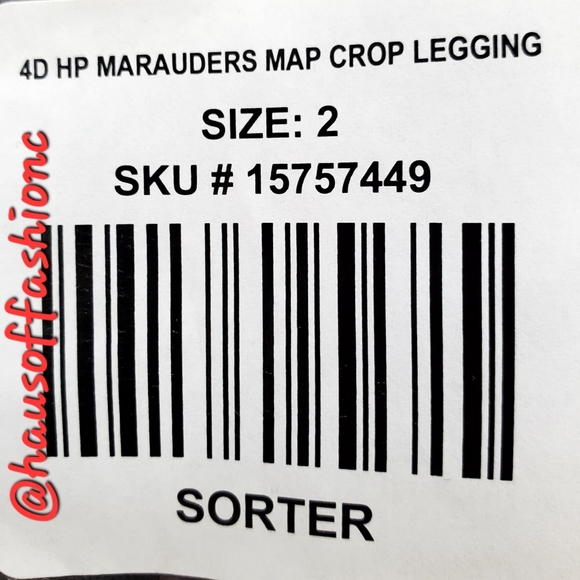 4D HP MARAUDERS MAP CROP LEGGING
SIZE: 2
SKU # 15757449
@hausoffashionc
SORTER